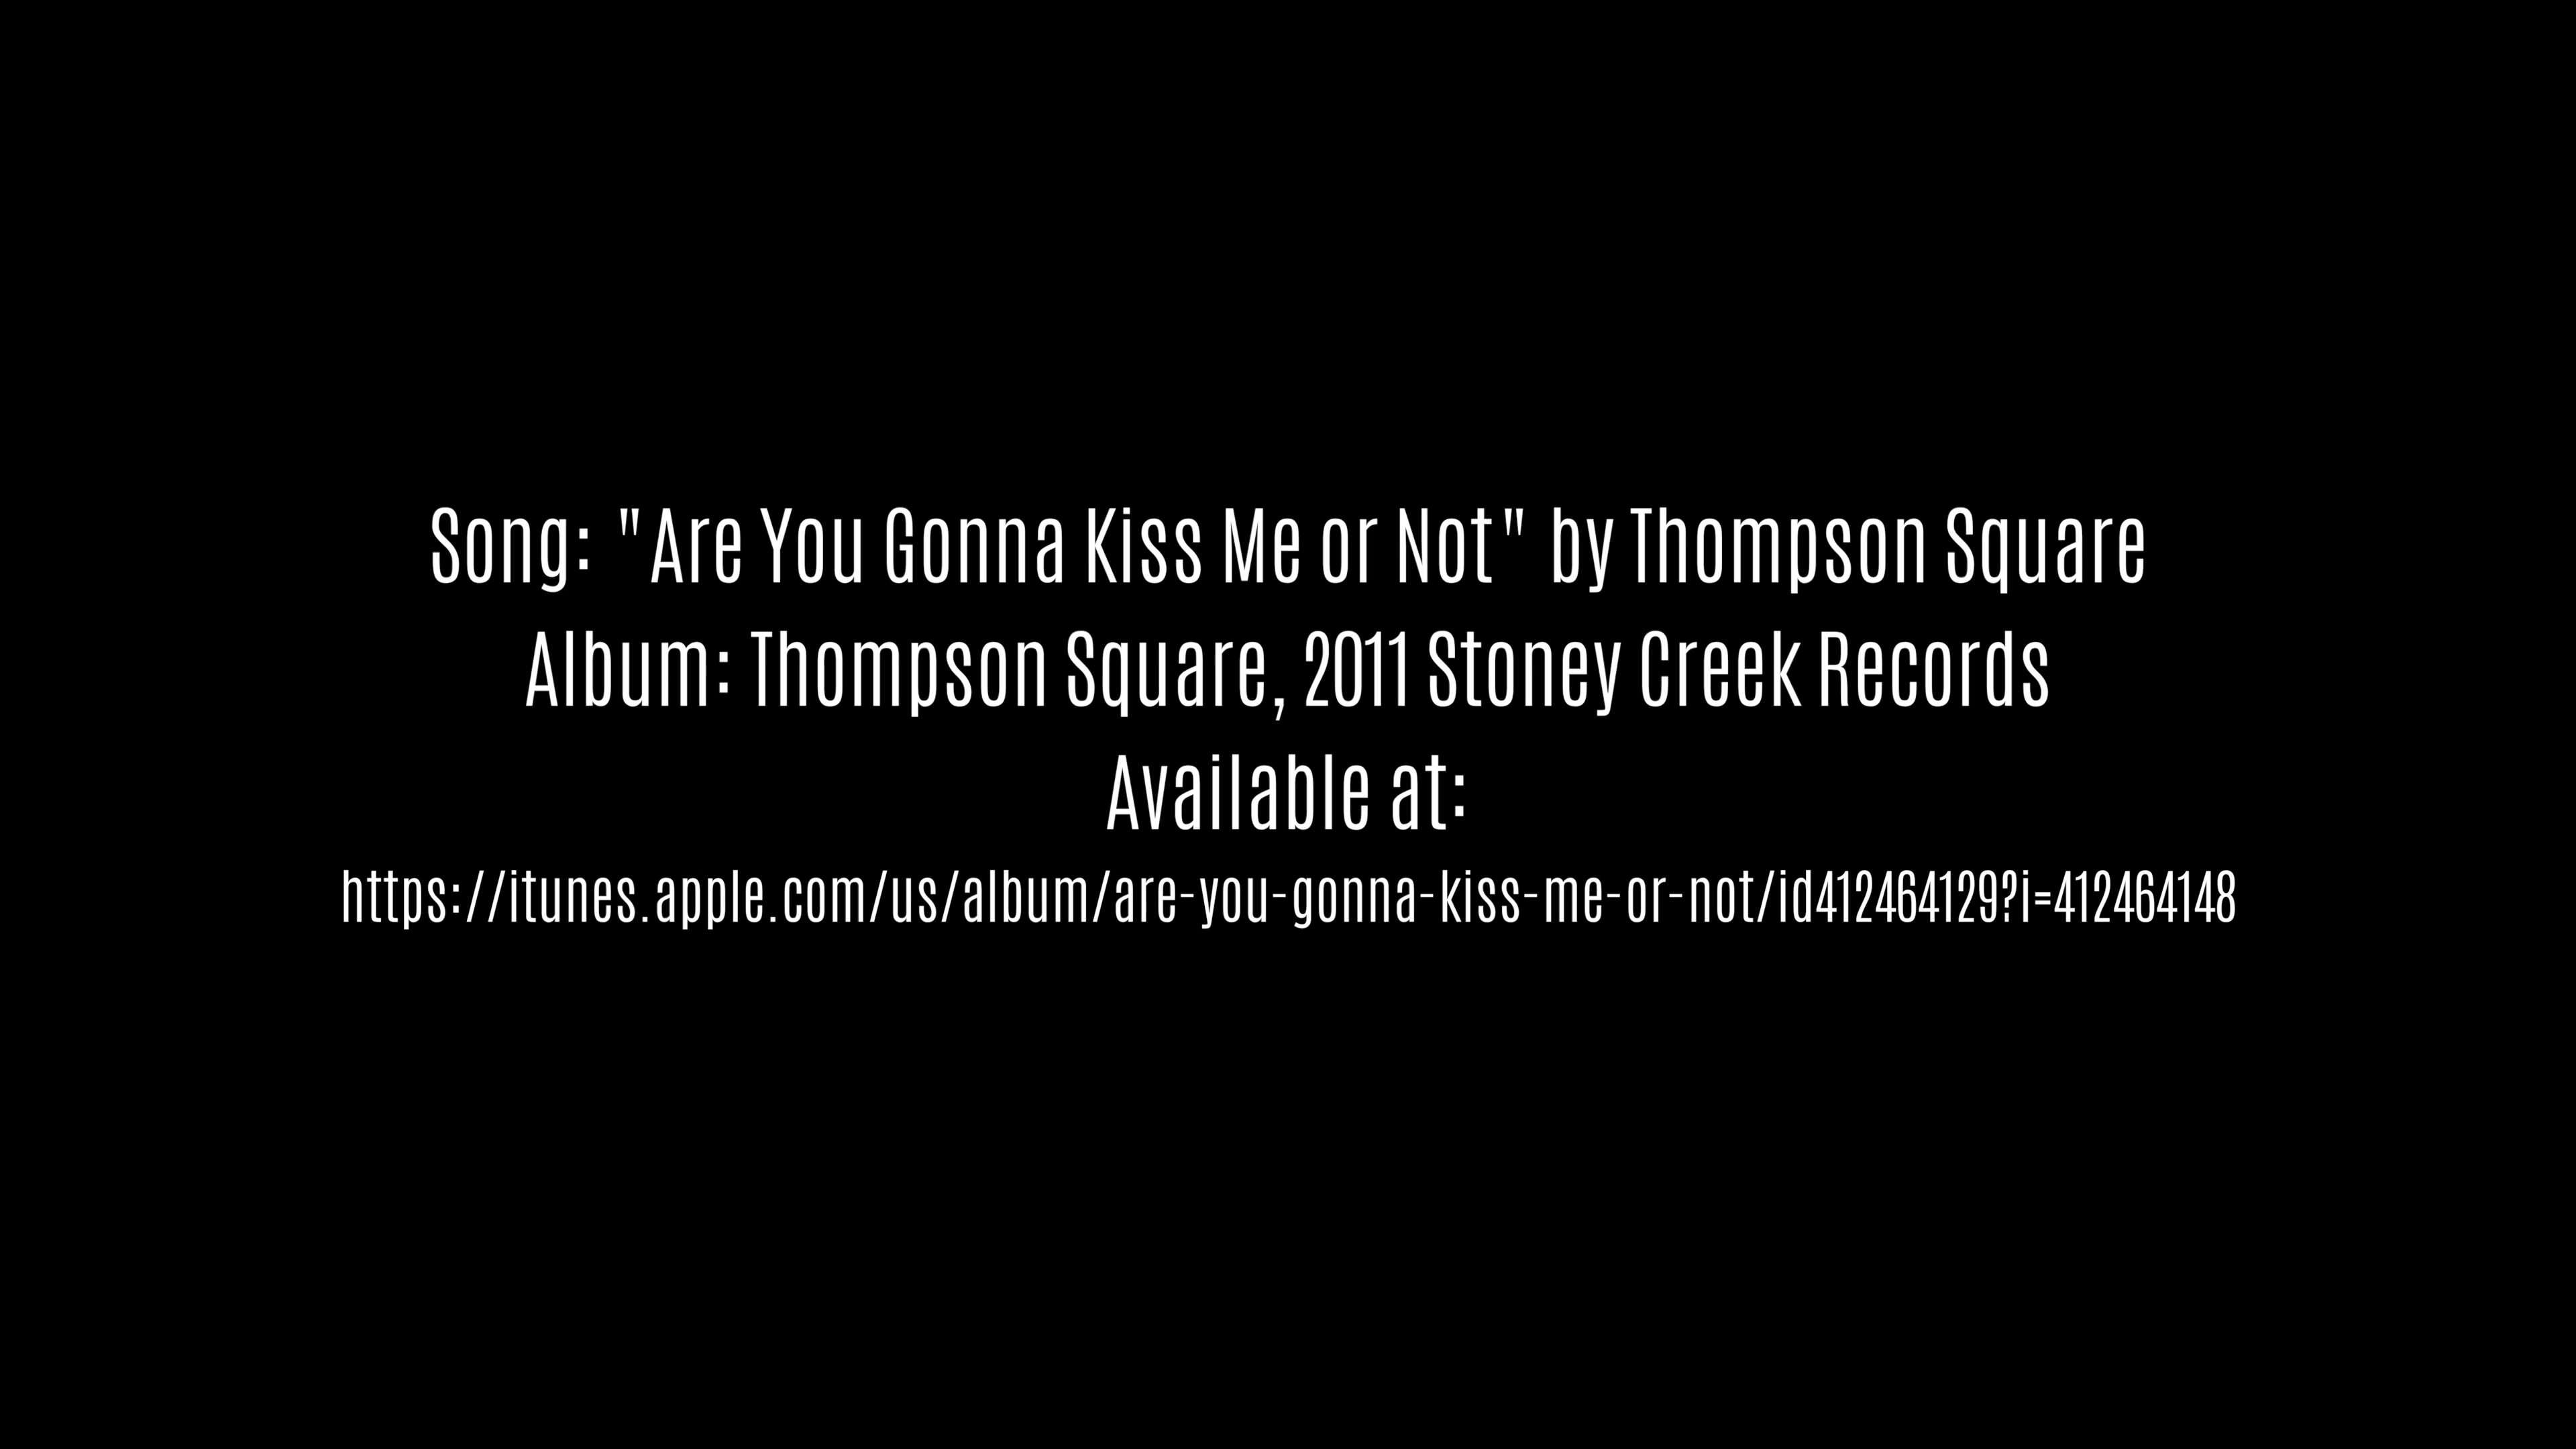 Song: "Are You Gonna Kiss Me or Not" by Thompson Square
Album: Thompson Square, 2011 Stoney Creek Records
Available at:
https://itunes.apple.com/us/album/are-you-gonna-kiss-me-or-not/id412464129?i=412464148